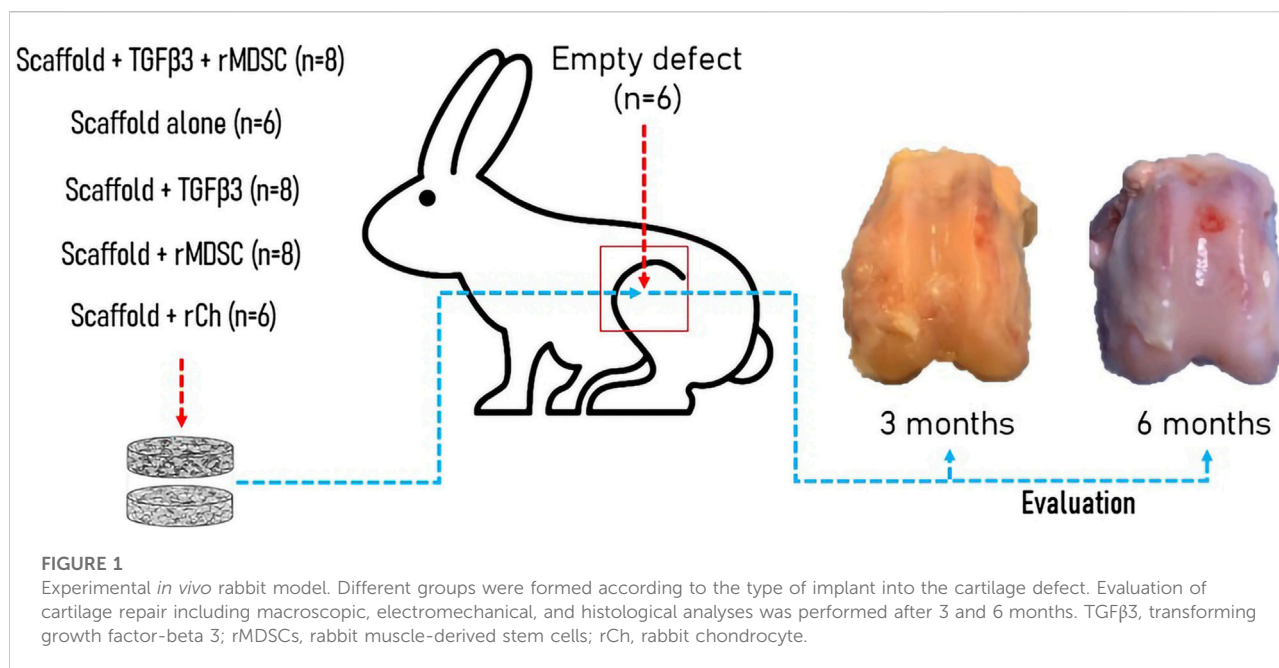 Scaffold + TGFβ3 + rMDSC (n=8)
Scaffold alone (n=6)
Scaffold + TGFβ3 (n=8)
Scaffold + rMDSC (n=8)
Scaffold + rCh (n=6)
Empty defect
(n=6)
3 months
6 months
Evaluation
FIGURE 1
Experimental in vivo rabbit model. Different groups were formed according to the type of implant into the cartilage defect. Evaluation of
cartilage repair including macroscopic, electromechanical, and histological analyses was performed after 3 and 6 months. TGFβ3, transforming
growth factor-beta 3; rMDSCs, rabbit muscle-derived stem cells; rCh, rabbit chondrocyte.